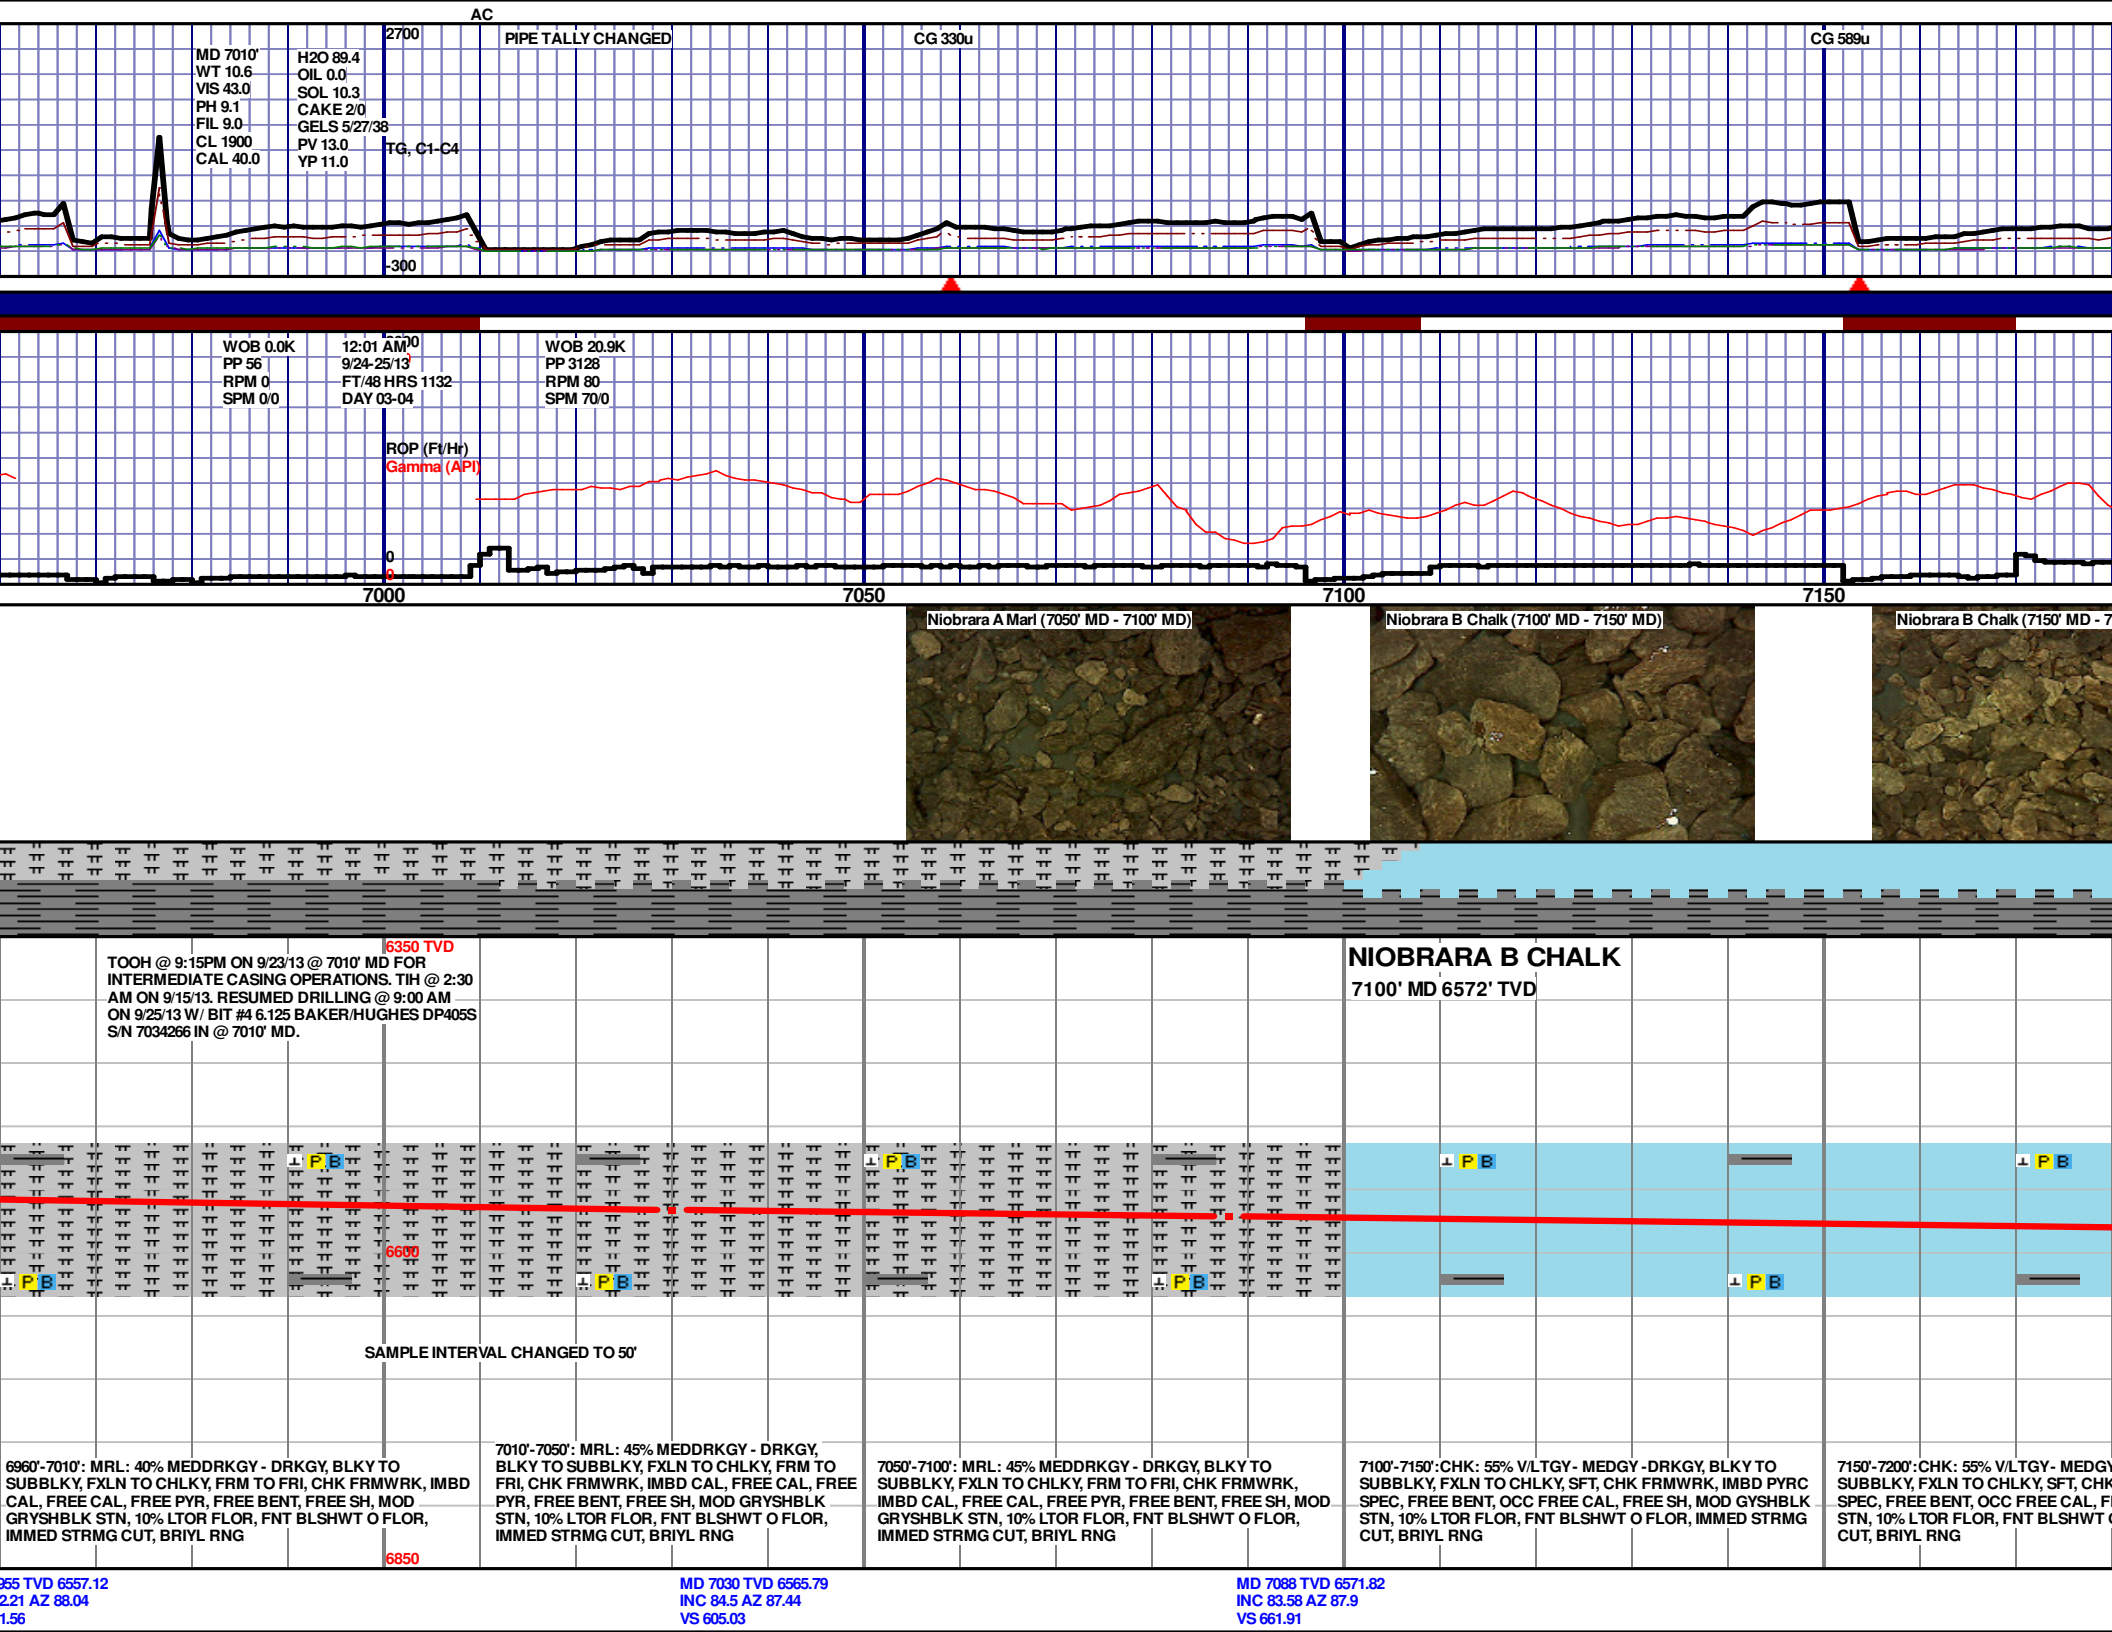 AC
2700
PIPE TALLY CHANGED
CG 330u
CG 589u
MD 7010'
WT 10.6
VIS 43.0
PH 9.1
FIL 9.0
CL 1900
CAL 40.0
H2O 89.4
OIL 0.0
SOL 10.3
CAKE 2/0
GELS 5/27/38
PV 13.0
YP 11.0
TG, C1-C4
-300
WOB 0.0K
PP 56
RPM 0
SPM 0/0
12:01 AM
9/24-25/13
FT/48 HRS 1132
DAY 03-04
WOB 20.9K
PP 3128
RPM 80
SPM 70/0
ROP (Ft/Hr)
Gamma (API)
0
0
7000
7050
7100
7150
Niobrara A Marl (7050' MD - 7100' MD)
Niobrara B Chalk (7100' MD - 7150' MD)
Niobrara B Chalk (7150' MD - 7
6350 TVD
TOOH @ 9:15PM ON 9/23/13 @ 7010' MD FOR
INTERMEDIATE CASING OPERATIONS. TIH @ 2:30
AM ON 9/15/13. RESUMED DRILLING @ 9:00 AM
ON 9/25/13 W/ BIT #4 6.125 BAKER/HUGHES DP405S
S/N 7034266 IN @ 7010' MD.
NIOBRARA B CHALK
7100' MD 6572' TVD
P B
P B
P B
P B
6600
P B
P B
P B
P B
SAMPLE INTERVAL CHANGED TO 50'
6960'-7010': MRL: 40% MEDDRKGY - DRKGY, BLKY TO
SUBBLKY, FXLN TO CHLKY, FRM TO FRI, CHK FRMWRK, IMBD
CAL, FREE CAL, FREE PYR, FREE BENT, FREE SH, MOD
GRYSHBLK STN, 10% LTOR FLOR, FNT BLSHWT O FLOR,
IMMED STRMG CUT, BRIYL RNG
7010'-7050': MRL: 45% MEDDRKGY - DRKGY,
BLKY TO SUBBLKY, FXLN TO CHLKY, FRM TO
FRI, CHK FRMWRK, IMBD CAL, FREE CAL, FREE
PYR, FREE BENT, FREE SH, MOD GRYSHBLK
STN, 10% LTOR FLOR, FNT BLSHWT O FLOR,
IMMED STRMG CUT, BRIYL RNG
7050'-7100': MRL: 45% MEDDRKGY - DRKGY, BLKY TO
SUBBLKY, FXLN TO CHLKY, FRM TO FRI, CHK FRMWRK,
IMBD CAL, FREE CAL, FREE PYR, FREE BENT, FREE SH, MOD
GRYSHBLK STN, 10% LTOR FLOR, FNT BLSHWT O FLOR,
IMMED STRMG CUT, BRIYL RNG
7100'-7150':CHK: 55% V/LTGY - MEDGY -DRKGY, BLKY TO
SUBBLKY, FXLN TO CHLKY, SFT, CHK FRMWRK, IMBD PYRC
SPEC, FREE BENT, OCC FREE CAL, FREE SH, MOD GYSHBLK
STN, 10% LTOR FLOR, FNT BLSHWT O FLOR, IMMED STRMG
CUT, BRIYL RNG
7150'-7200':CHK: 55% V/LTGY - MEDGY
SUBBLKY, FXLN TO CHLKY, SFT, CHK
SPEC, FREE BENT, OCC FREE CAL, F
STN, 10% LTOR FLOR, FNT BLSHWT
CUT, BRIYL RNG
6850
955 TVD 6557.12
2.21 AZ 88.04
1.56
MD 7030 TVD 6565.79
INC 84.5 AZ 87.44
VS 605.03
MD 7088 TVD 6571.82
INC 83.58 AZ 87.9
VS 661.91